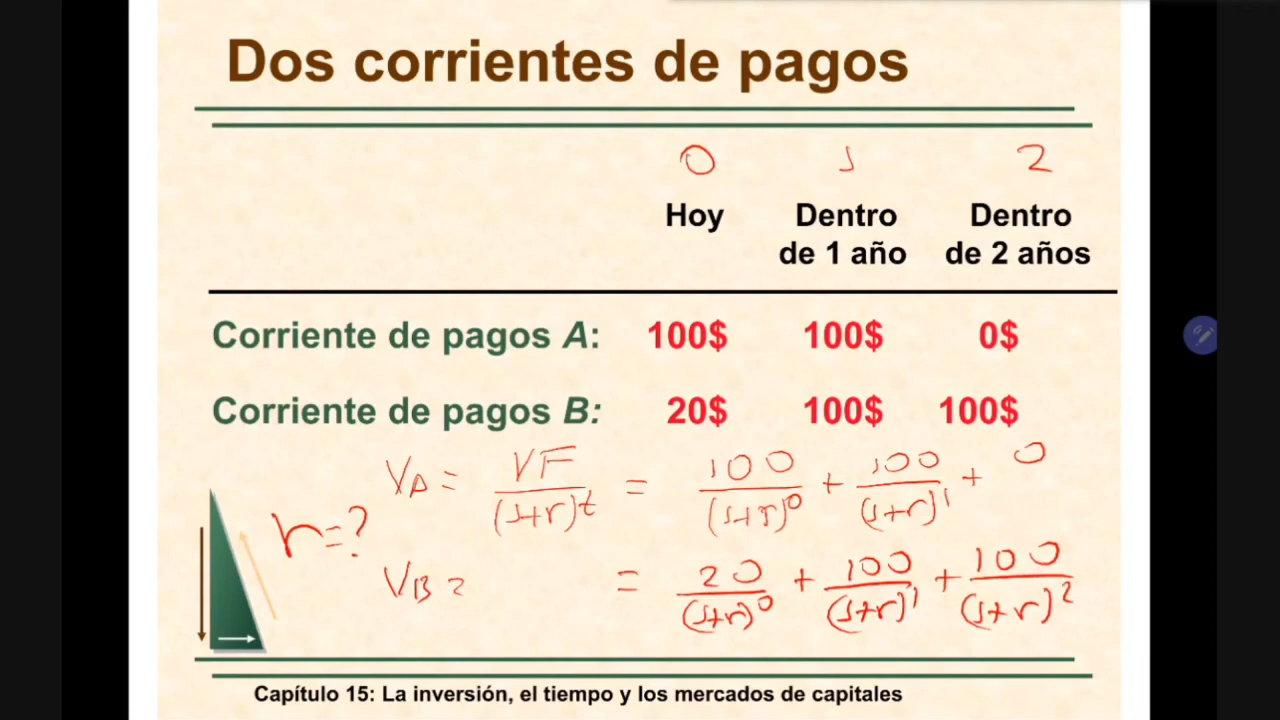 Dos corrientes de pagos
0 1 2
Hoy Dentro de 1 año Dentro de 2 años
Corriente de pagos A: 100$ 100$ 0$
Corriente de pagos B: 20$ 100$ 100$
VA = VF/(1+r)^t = 100/(1+r)^0 + 100/(1+r)^1 + 0
r=?
VB = = 20/(1+r)^0 + 100/(1+r)^1 + 100/(1+r)^2
Capítulo 15: La inversión, el tiempo y los mercados de capitales